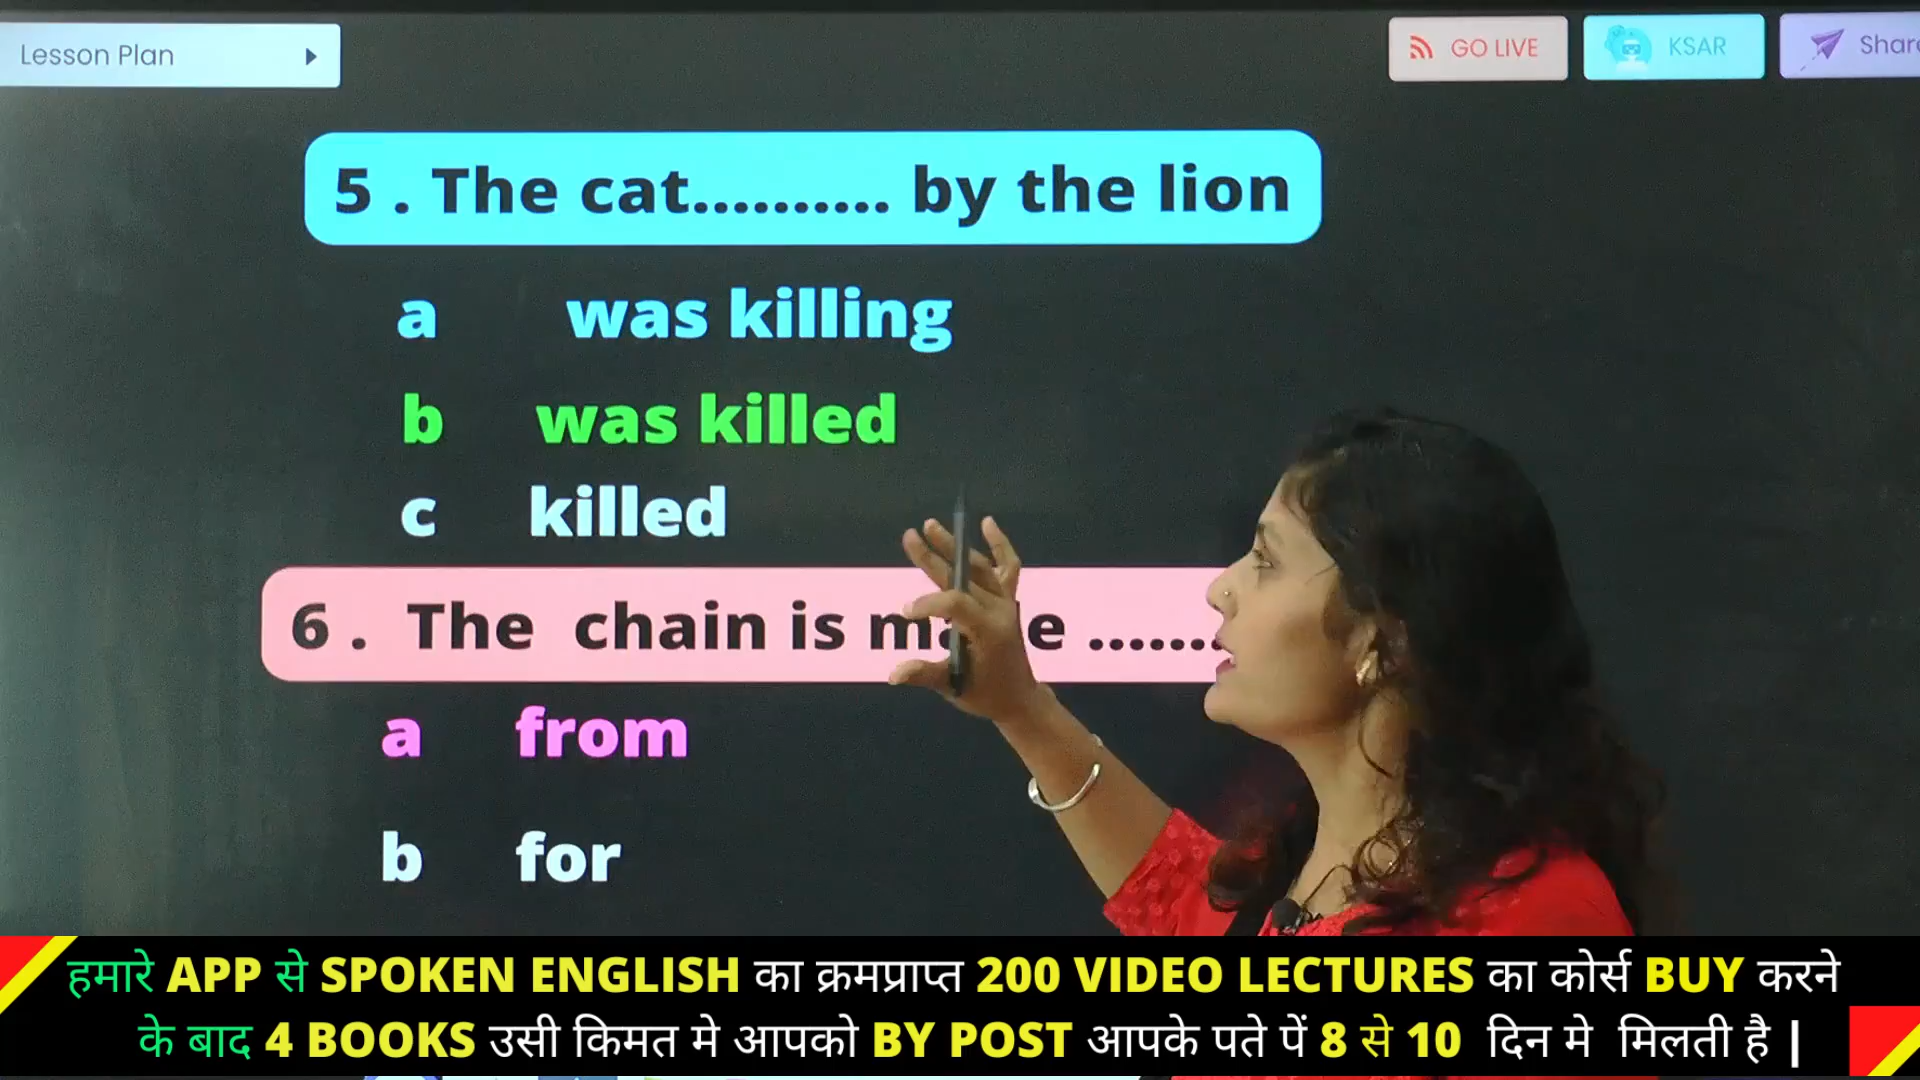 Lesson Plan
GO LIVE
KSAR
Share
5 . The cat.......... by the lion
a was killing
b was killed
c killed
6 . The chain is made .......
a from
b for
हमारे APP से SPOKEN ENGLISH का क्रमप्राप्त 200 VIDEO LECTURES का कोर्स BUY करने
के बाद 4 BOOKS उसी किमत मे आपको BY POST आपके पते पें 8 से 10 दिन मे मिलती है |